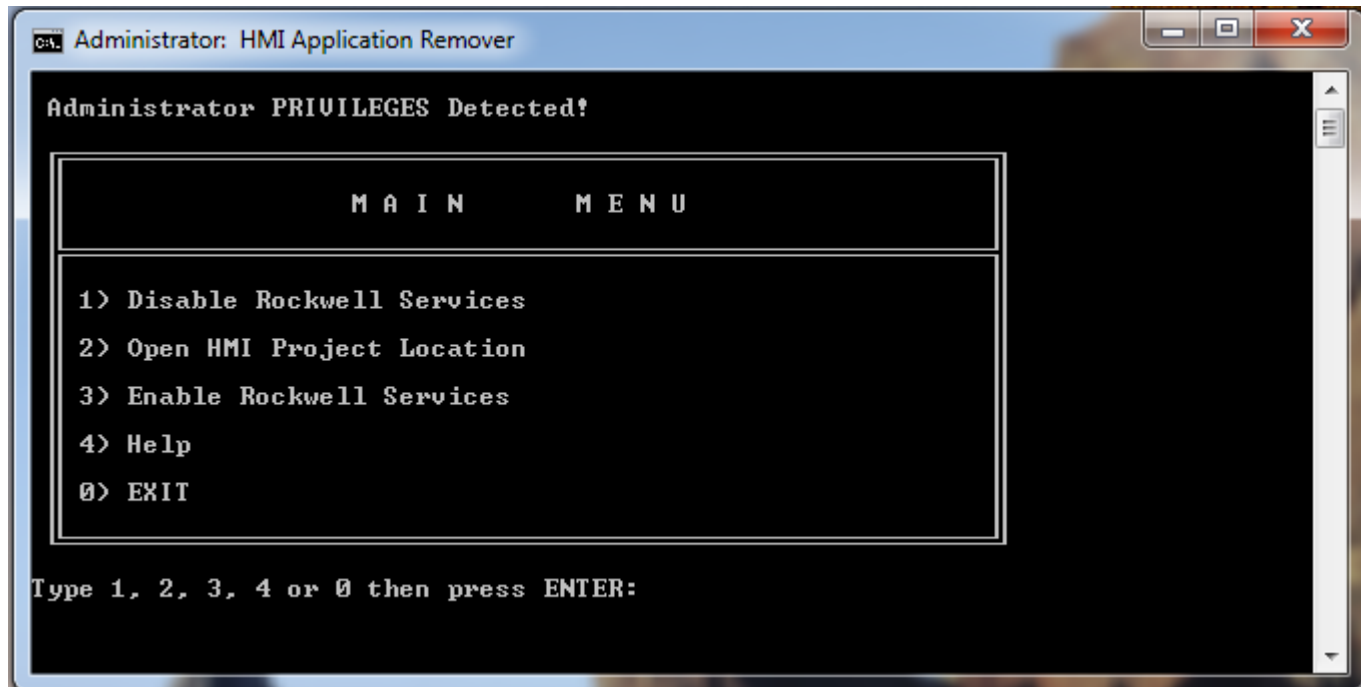 Administrator: HMI Application Remover
Administrator PRIVILEGES Detected!
M A I N M E N U
1) Disable Rockwell Services
2) Open HMI Project Location
3) Enable Rockwell Services
4) Help
0) EXIT
Type 1, 2, 3, 4 or 0 then press ENTER: